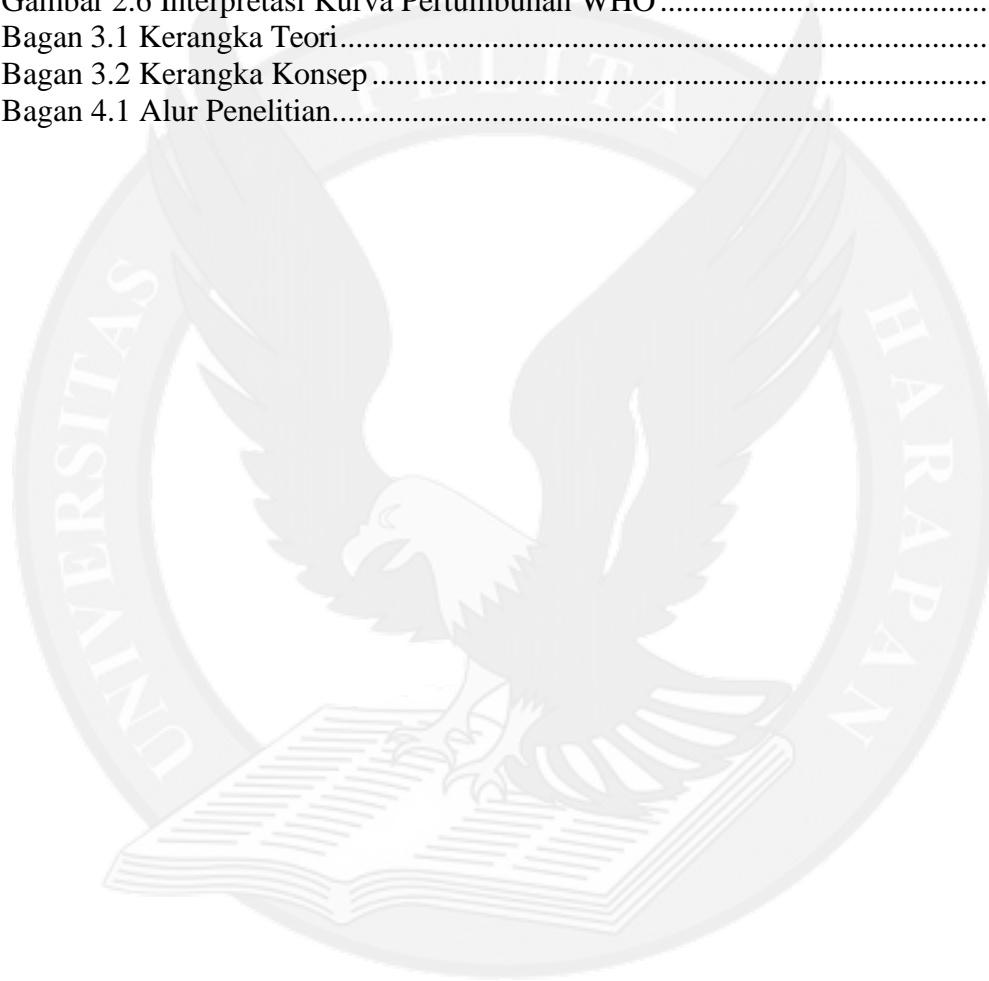 Gambar 2.6 Interpretasi Kurva Pertumbuhan WHO.......................................................
Bagan 3.1 Kerangka Teori.......................................................................................
Bagan 3.2 Kerangka Konsep....................................................................................
Bagan 4.1 Alur Penelitian........................................................................................
UNIVERSITAS PELITA HARAPAN